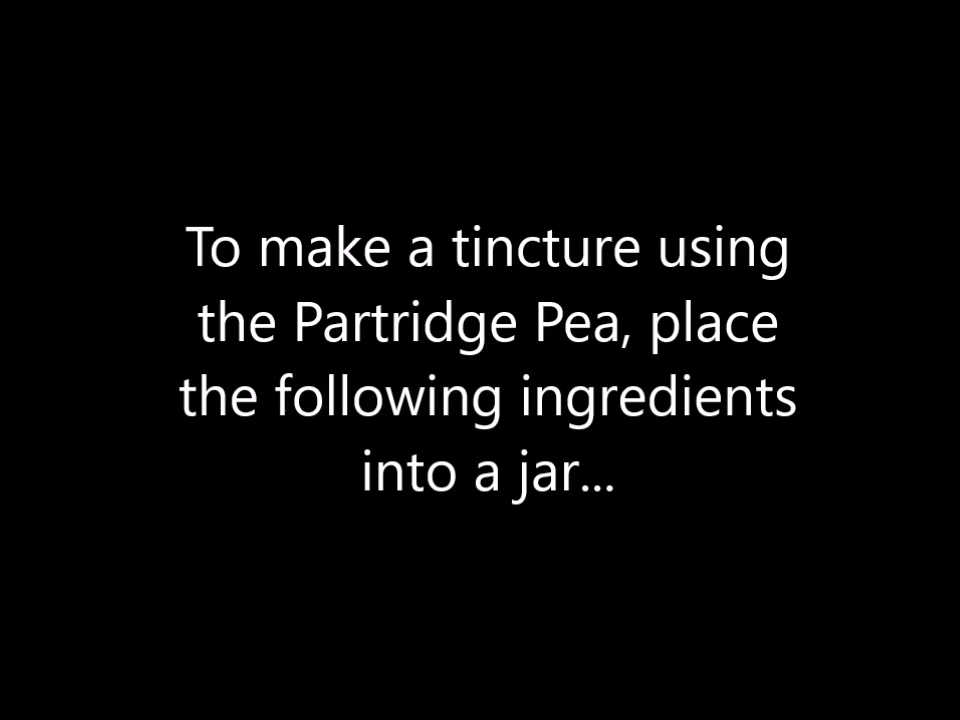 To make a tincture using
the Partridge Pea, place
the following ingredients
into a jar...